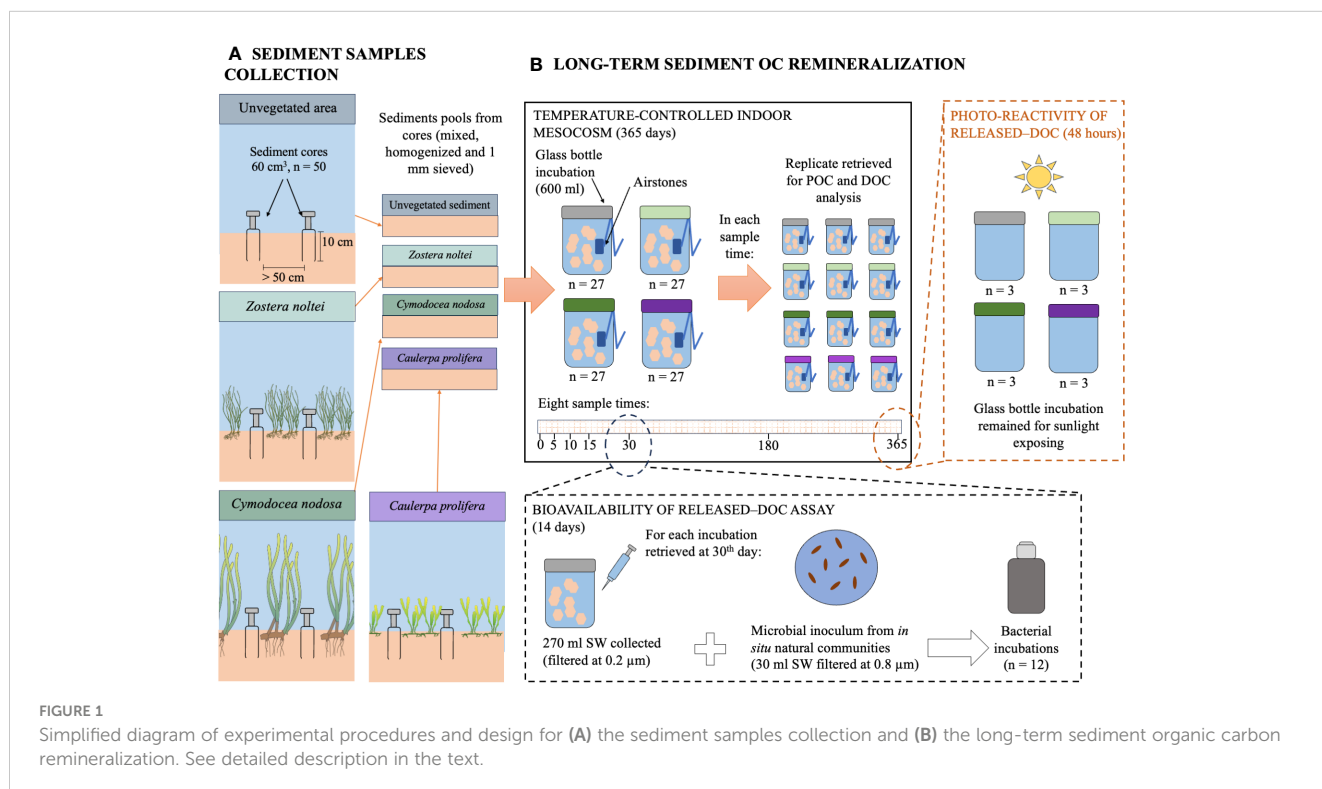 A SEDIMENT SAMPLES
COLLECTION
Unvegetated area
Sediment cores
60 cm³, n = 50
10 cm
> 50 cm
Zostera noltei
Cymodocea nodosa
Caulerpa prolifera
Sediments pools from
cores (mixed,
homogenized and 1
mm sieved)
Unvegetated sediment
Zostera noltei
Cymodocea nodosa
Caulerpa prolifera
B LONG-TERM SEDIMENT OC REMINERALIZATION
TEMPERATURE-CONTROLLED INDOOR
MESOCOSM (365 days)
Glass bottle
incubation
(600 ml)
Airstones
n = 27
n = 27
n = 27
n = 27
In each
sample
time:
Replicate retrieved
for POC and DOC
analysis
Eight sample times:
0 5 10 15 30 180 365
PHOTO-REACTIVITY OF
RELEASED–DOC (48 hours)
n = 3
n = 3
n = 3
n = 3
Glass bottle incubation
remained for sunlight
exposing
BIOAVAILABILITY OF RELEASED–DOC ASSAY
(14 days)
For each incubation
retrieved at 30th day:
270 ml SW collected
(filtered at 0.2 µm)
Microbial inoculum from in
situ natural communities
(30 ml SW filtered at 0.8 µm)
Bacterial
incubations
(n = 12)
FIGURE 1
Simplified diagram of experimental procedures and design for (A) the sediment samples collection and (B) the long-term sediment organic carbon
remineralization. See detailed description in the text.